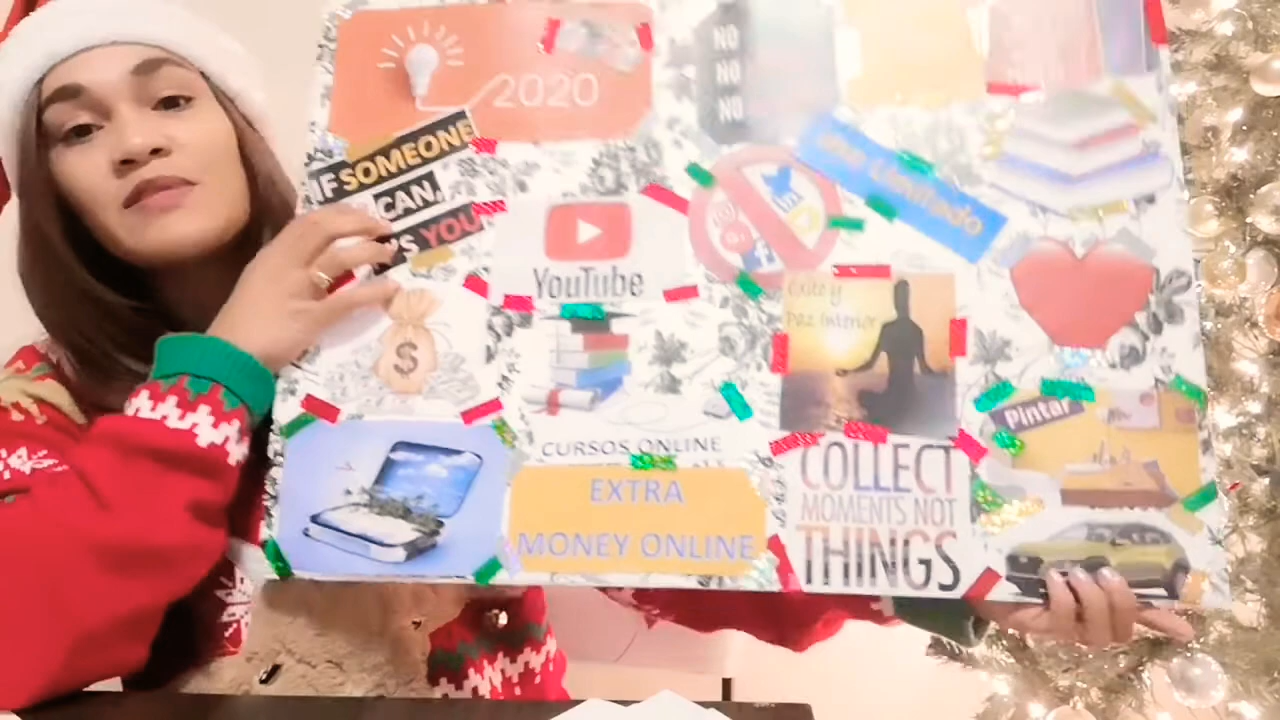 2020
NO
NO
NO
IF SOMEONE
CAN,
YOU
YouTube
in
f
Éxito y
Paz Interior
$
Pintar
CURSOS ONLINE
EXTRA
MONEY ONLINE
COLLECT
MOMENTS NOT
THINGS